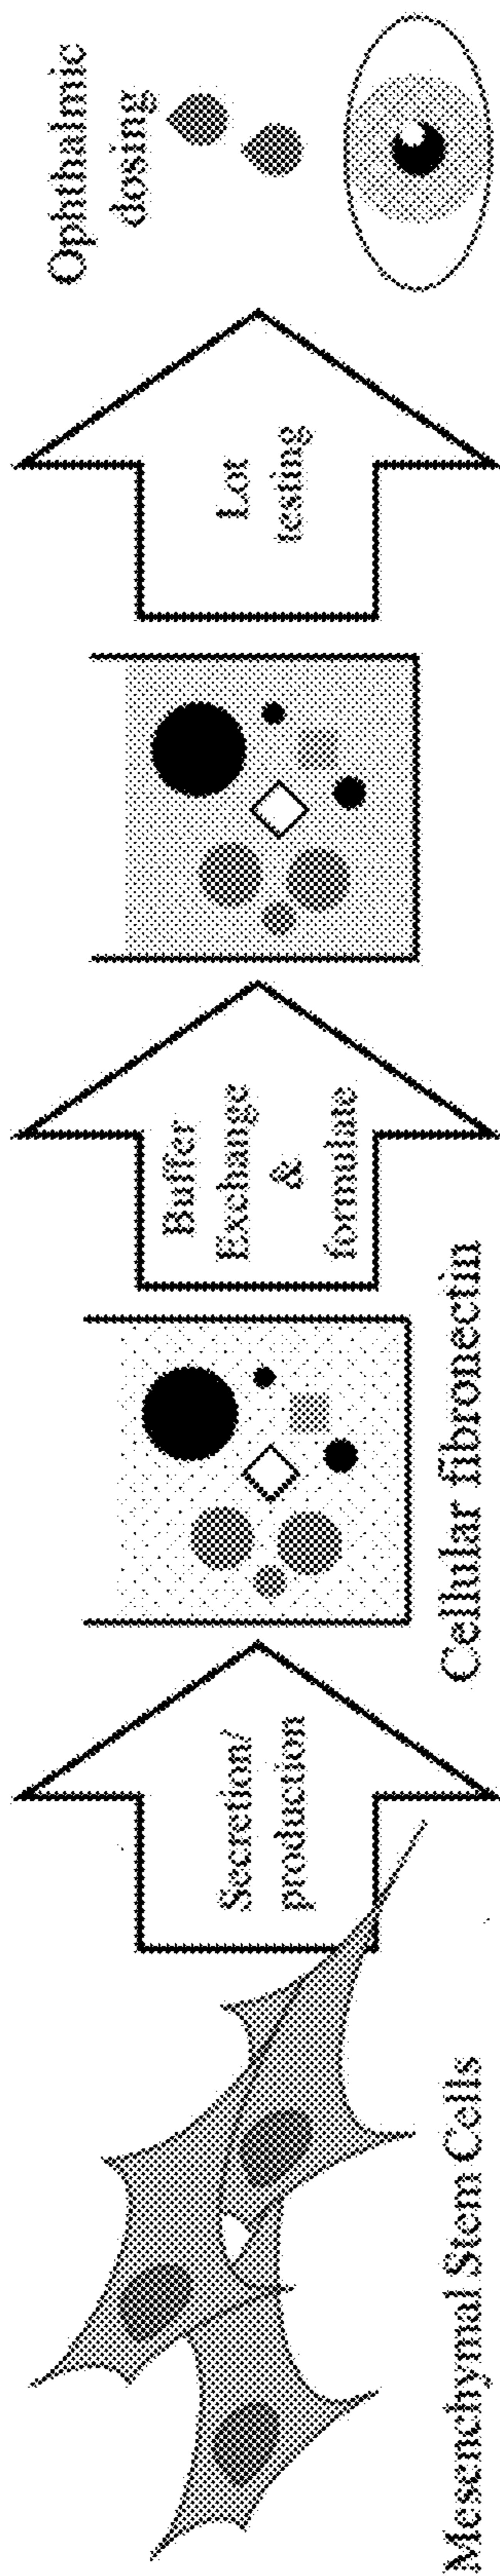 Mesenchymal Stem Cells
Secretion/
production
Cellular fibronectin
Buffer
Exchange
&
formulate
Lot
testing
Ophthalmic
dosing